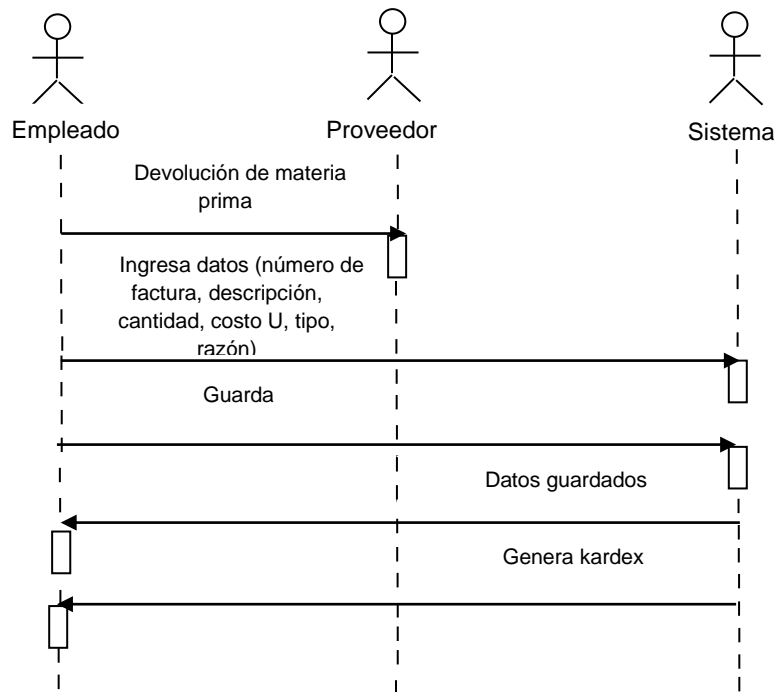 Empleado
Proveedor
Sistema
Devolución de materia
prima
Ingresa datos (número de
factura, descripción,
cantidad, costo U, tipo,
razón)
Guarda
Datos guardados
Genera kardex